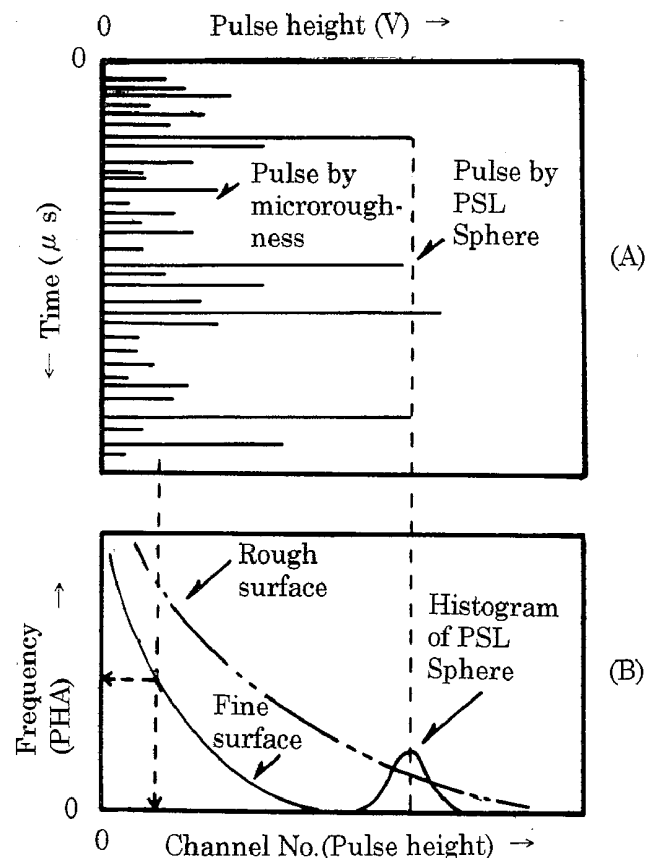 0
Pulse height (V) →
0
← Time (μ s)
Pulse by
microrough-
ness
Pulse by
PSL
Sphere
(A)
Frequency →
(PHA)
Rough
surface
Fine
surface
Histogram
of PSL
Sphere
(B)
0
0
Channel No.(Pulse height) →